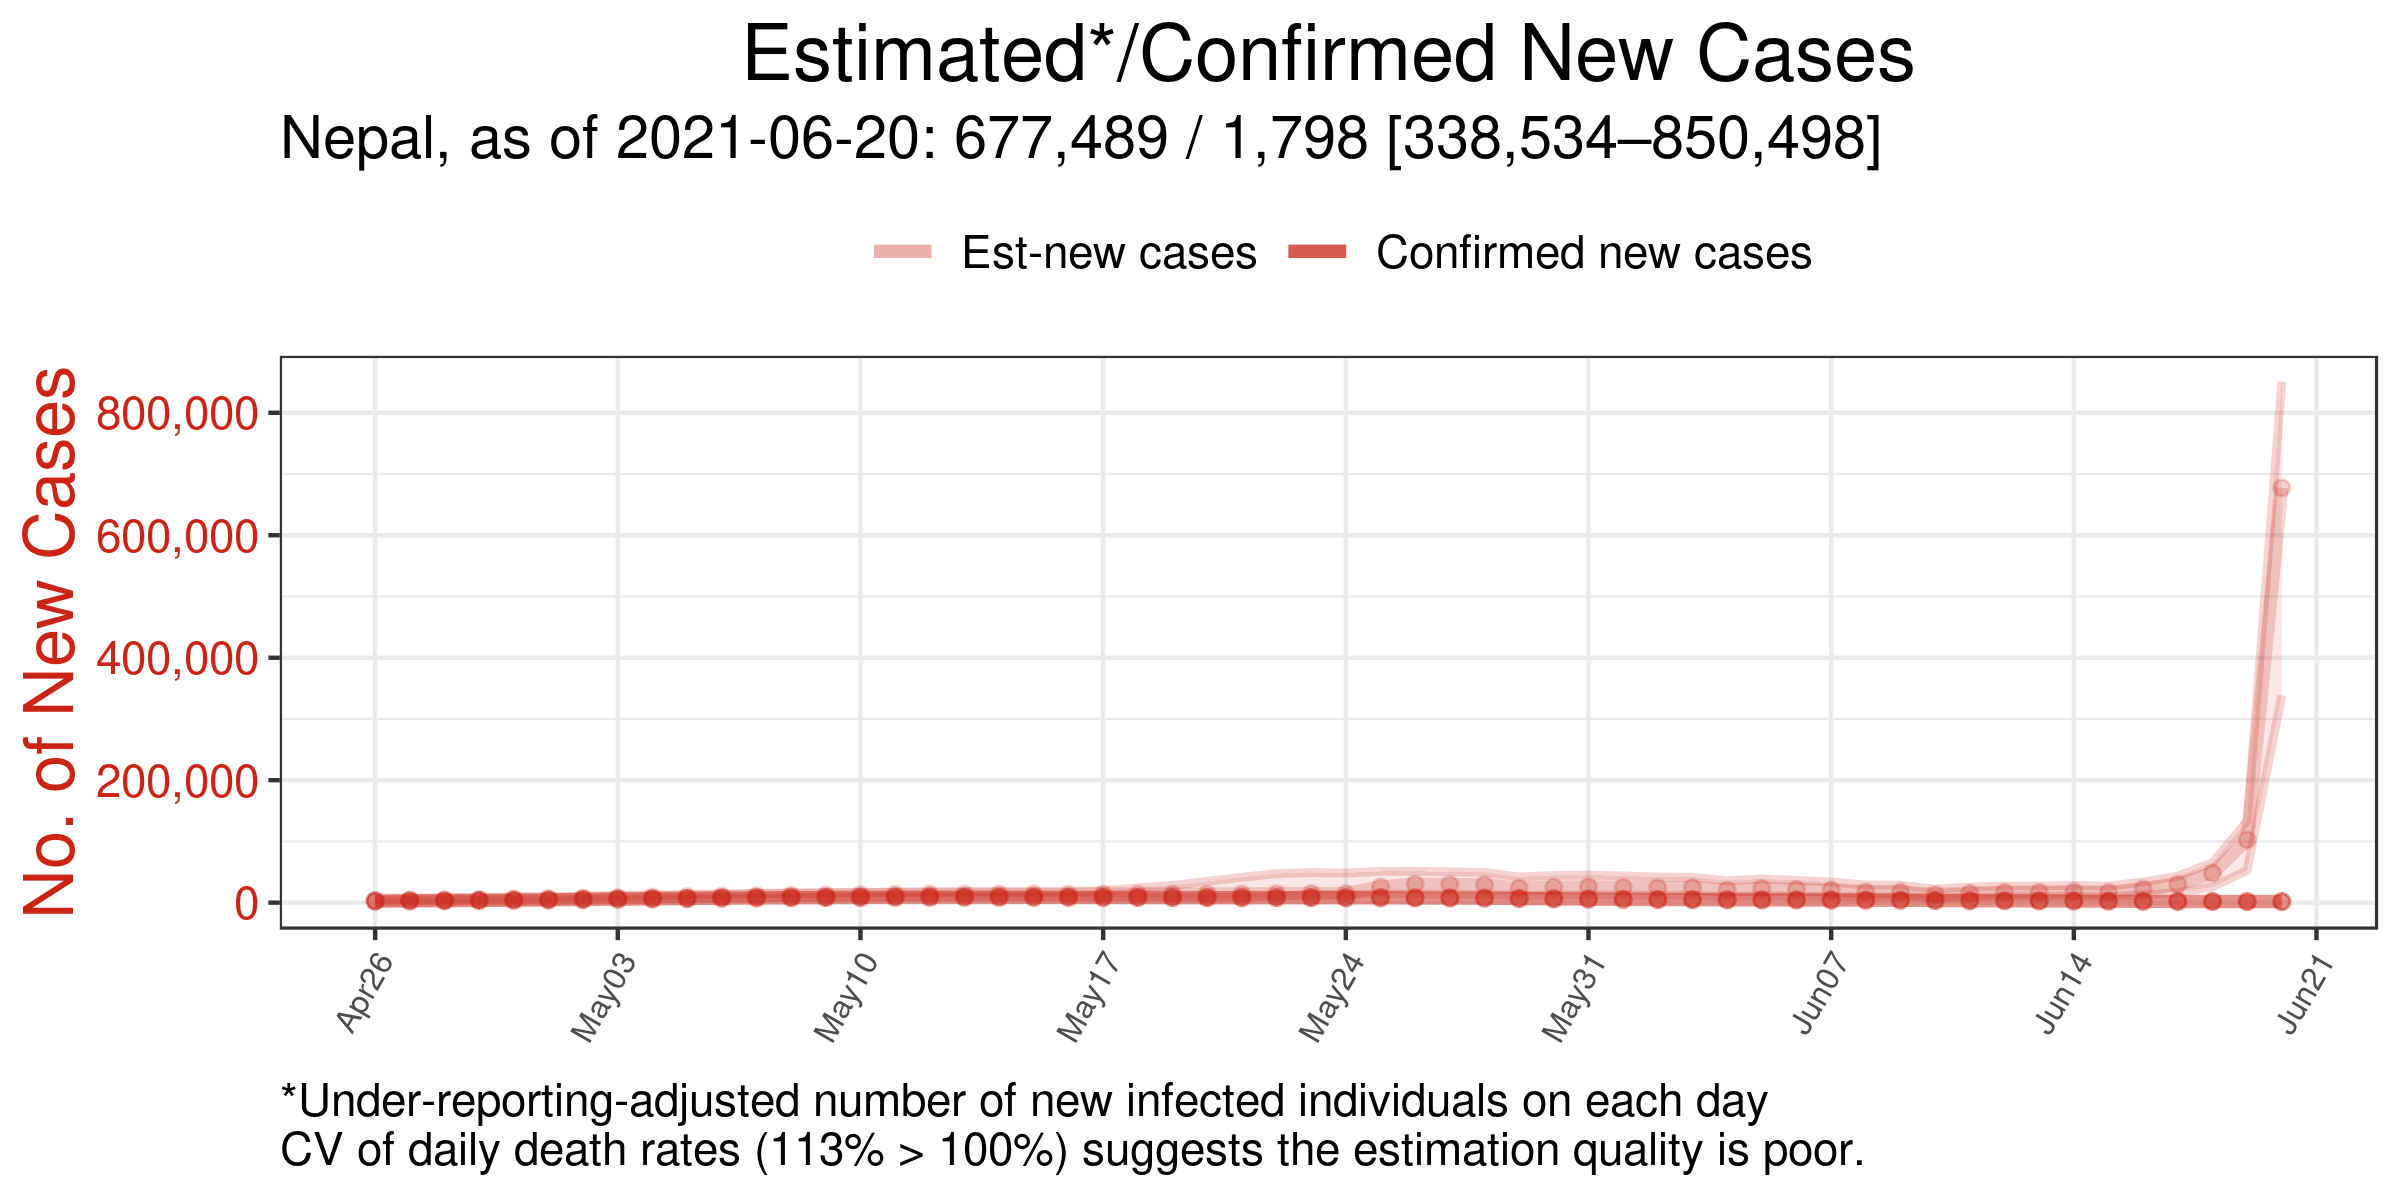 Estimated*/Confirmed New Cases
Nepal, as of 2021-06-20: 677,489 / 1,798 [338,534–850,498]
Est-new cases
Confirmed new cases
No. of New Cases
800,000
600,000
400,000
200,000
0
Apr26
May03
May10
May17
May24
May31
Jun07
Jun14
Jun21
*Under-reporting-adjusted number of new infected individuals on each day
CV of daily death rates (113% > 100%) suggests the estimation quality is poor.